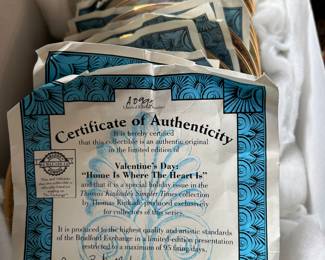 Certificate of Authenticity
It is hereby certified
that this collectible is an authentic original
in the limited edition of
Valentine's Day:
"Home Is Where The Heart Is"
and that it is a special holiday issue in the
Thomas Kinkade's Simpler Times collection
by Thomas Kinkade, produced exclusively
for collectors of this series.
It is produced in the highest quality and artistic standards
of the Bradford Exchange in a limited-edition presentation
restricted to a maximum of 95 firing days.